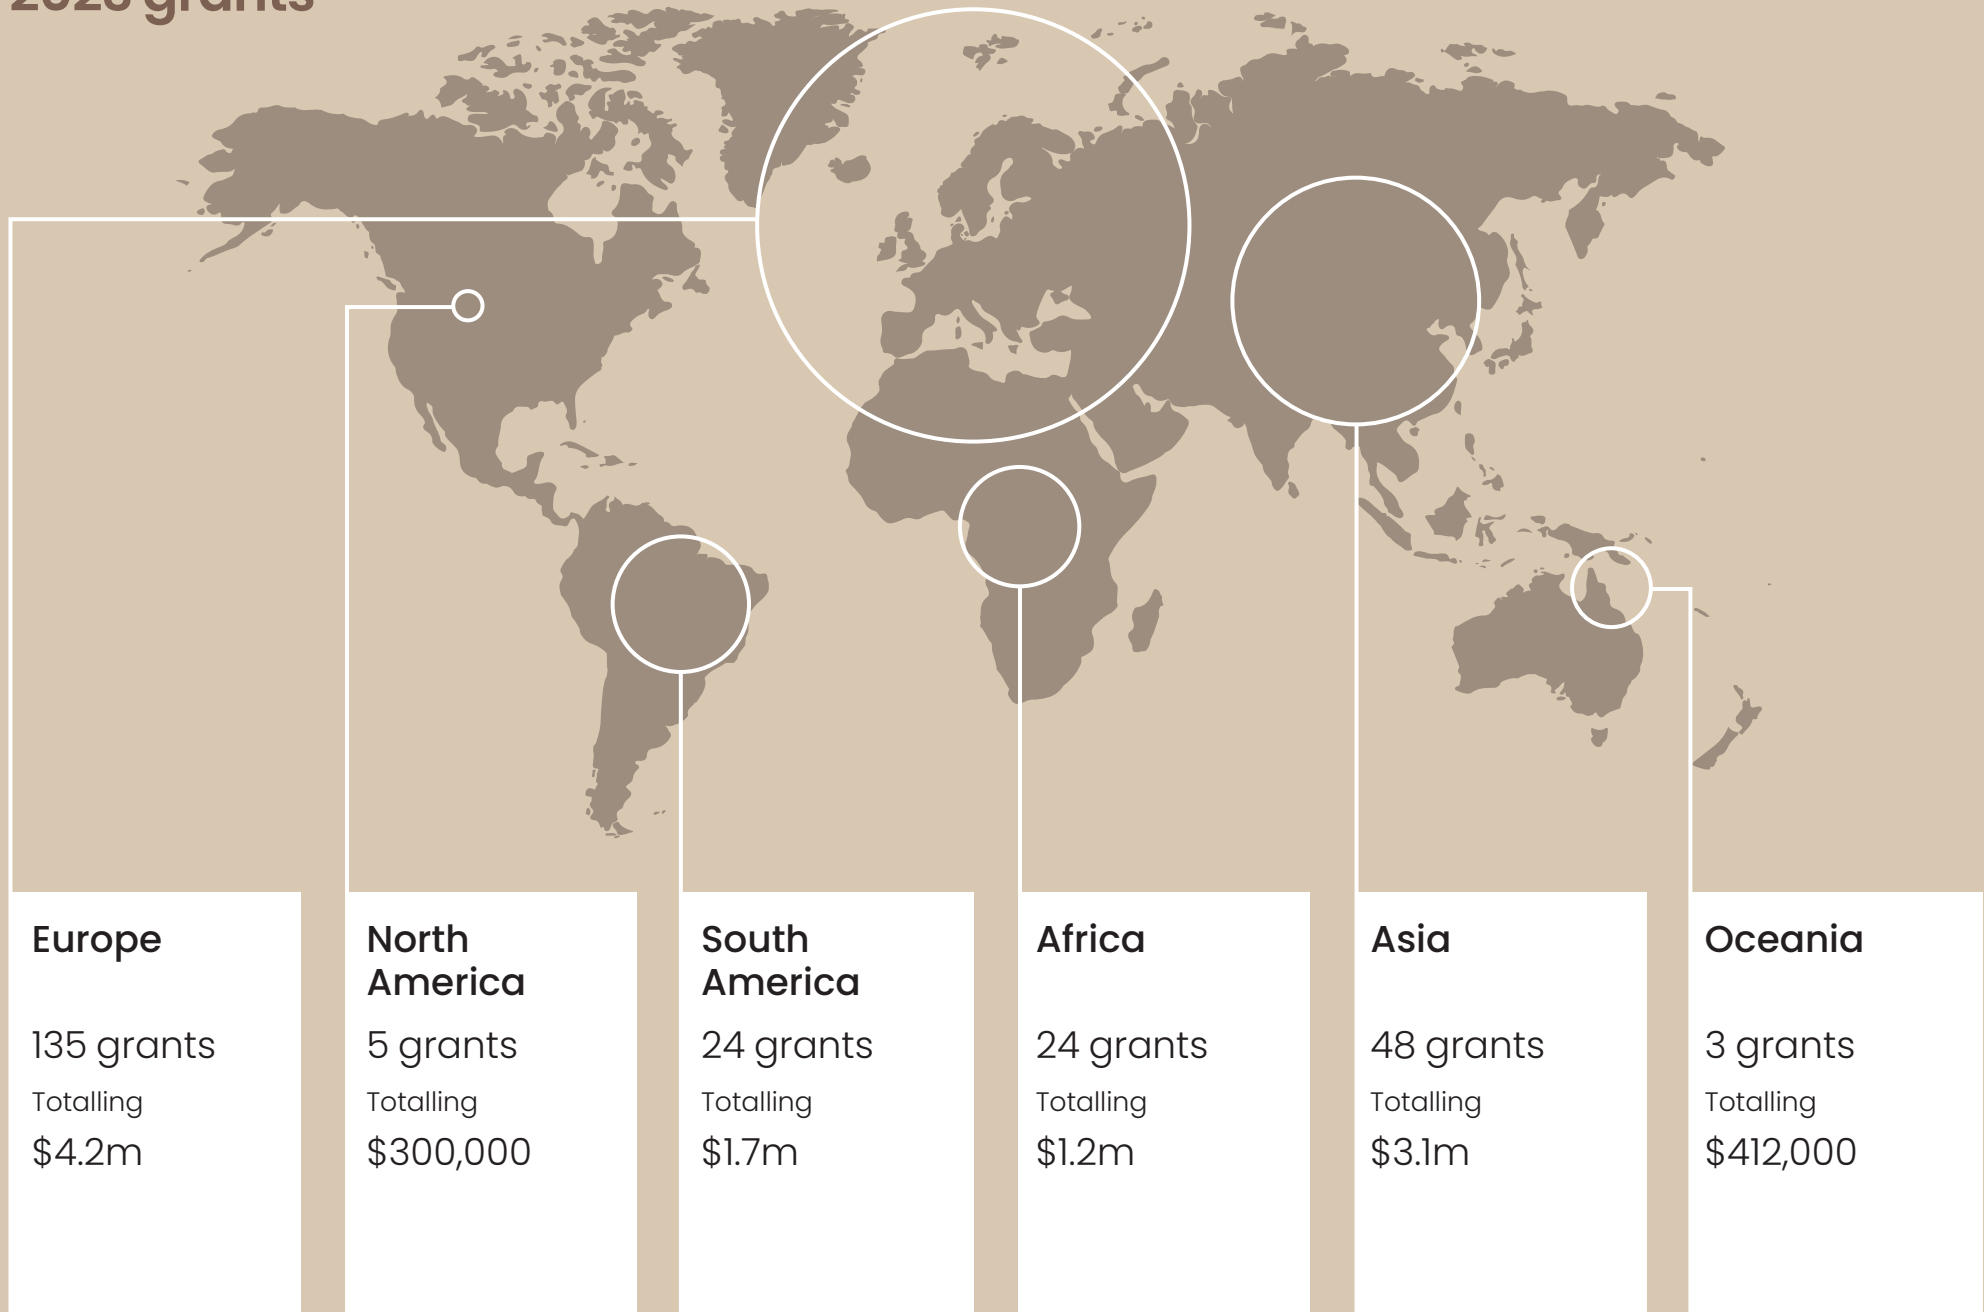 grants
Europe
135 grants
Totalling
$4.2m
North
America
5 grants
Totalling
$300,000
South
America
24 grants
Totalling
$1.7m
Africa
24 grants
Totalling
$1.2m
Asia
48 grants
Totalling
$3.1m
Oceania
3 grants
Totalling
$412,000